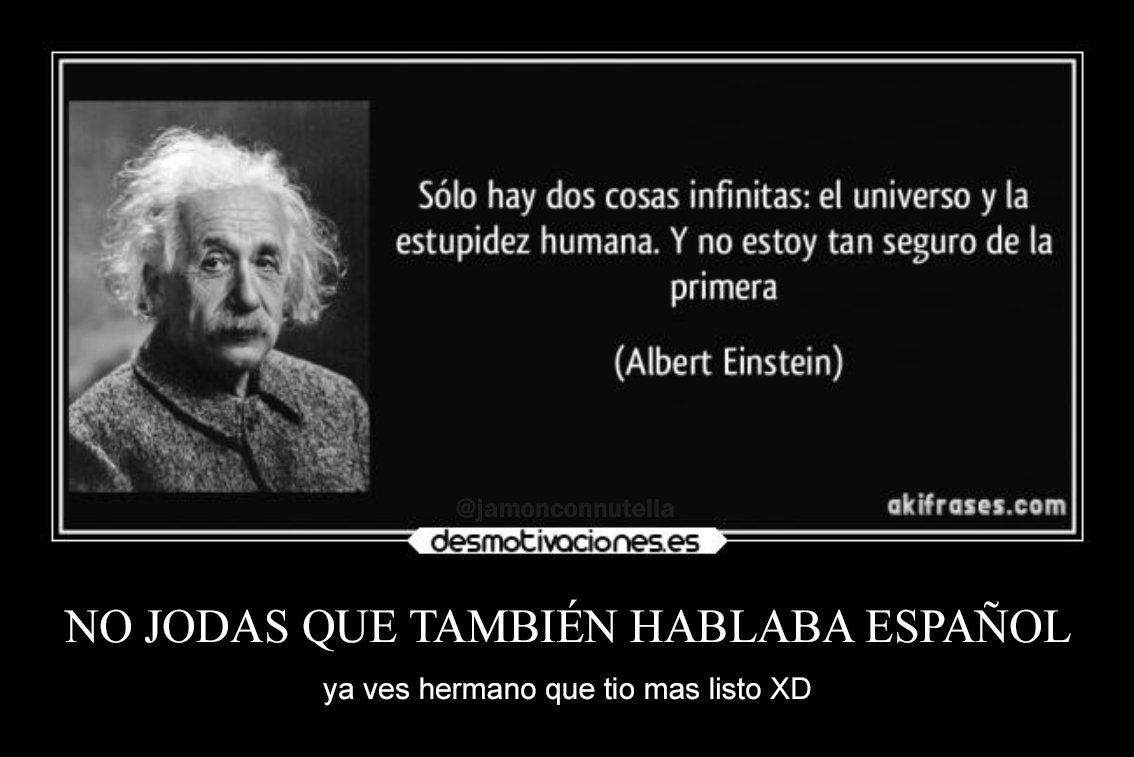 Sólo hay dos cosas infinitas: el universo y la
estupidez humana. Y no estoy tan seguro de la
primera
(Albert Einstein)
@jamonconnutella
akifrases.com
desmotivaciones.es
NO JODAS QUE TAMBIÉN HABLABA ESPAÑOL
ya ves hermano que tio mas listo XD